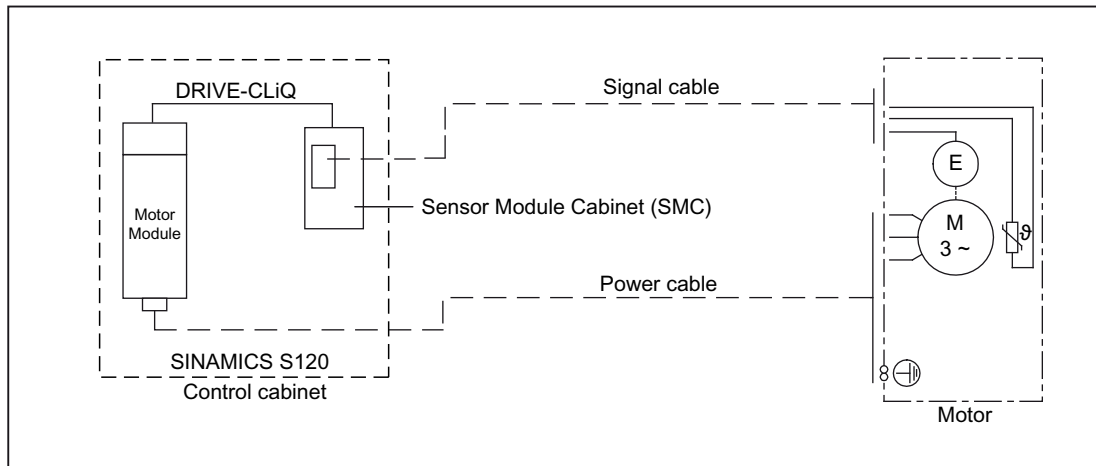 DRIVE-CLiQ
Signal cable
E
Motor
Module
Sensor Module Cabinet (SMC)
M
3 ~
ϑ
Power cable
SINAMICS S120
Control cabinet
Motor